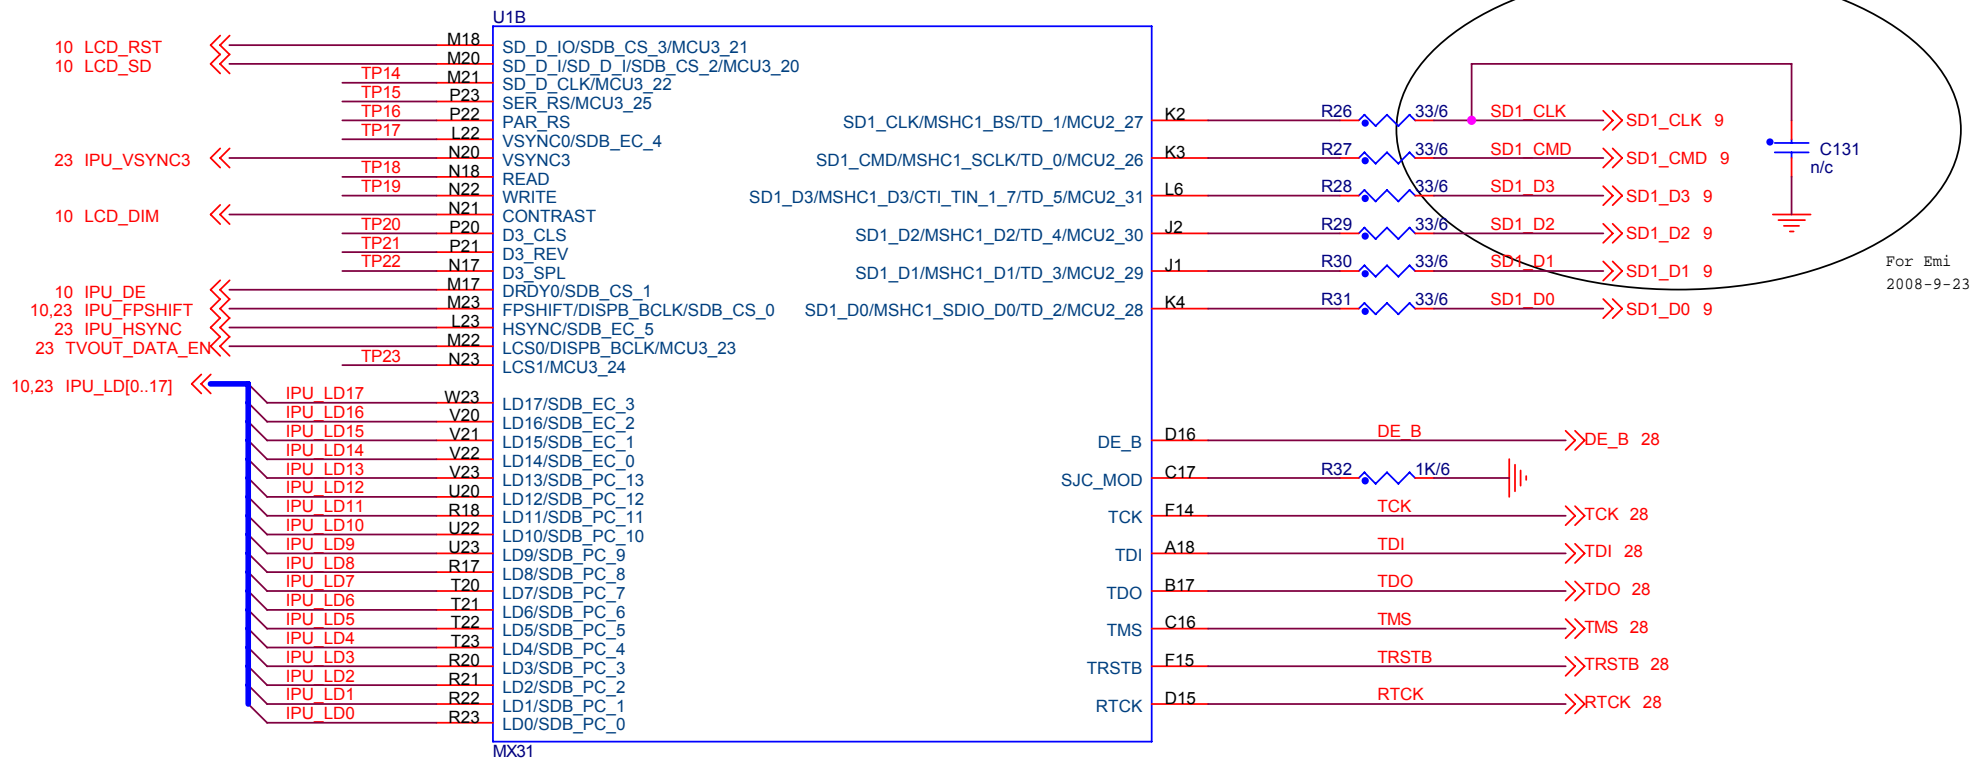 U1B
10 LCD_RST M18 SD_D_IO/SDB_CS_3/MCU3_21
10 LCD_SD M20 SD_D_I/SD_D_I/SDB_CS_2/MCU3_20
TP14 M21 SD_D_CLK/MCU3_22
TP15 P23 SER_RS/MCU3_25
TP16 P22 PAR_RS
TP17 L22 VSYNC0/SDB_EC_4
23 IPU_VSYNC3 N20 VSYNC3
TP18 N18 READ
TP19 N22 WRITE
10 LCD_DIM N21 CONTRAST
TP20 P20 D3_CLS
TP21 P21 D3_REV
TP22 N17 D3_SPL
10 IPU_DE M17 DRDY0/SDB_CS_1
10,23 IPU_FPSHIFT M23 FPSHIFT/DISPB_BCLK/SDB_CS_0
23 IPU_HSYNC L23 HSYNC/SDB_EC_5
23 TVOUT_DATA_EN M22 LCS0/DISPB_BCLK/MCU3_23
TP23 N23 LCS1/MCU3_24
10,23 IPU_LD[0..17]
IPU_LD17 W23 LD17/SDB_EC_3
IPU_LD16 V20 LD16/SDB_EC_2
IPU_LD15 V21 LD15/SDB_EC_1
IPU_LD14 V22 LD14/SDB_EC_0
IPU_LD13 V23 LD13/SDB_PC_13
IPU_LD12 U20 LD12/SDB_PC_12
IPU_LD11 R18 LD11/SDB_PC_11
IPU_LD10 U22 LD10/SDB_PC_10
IPU_LD9 U23 LD9/SDB_PC_9
IPU_LD8 R17 LD8/SDB_PC_8
IPU_LD7 T20 LD7/SDB_PC_7
IPU_LD6 T21 LD6/SDB_PC_6
IPU_LD5 T22 LD5/SDB_PC_5
IPU_LD4 T23 LD4/SDB_PC_4
IPU_LD3 R20 LD3/SDB_PC_3
IPU_LD2 R21 LD2/SDB_PC_2
IPU_LD1 R22 LD1/SDB_PC_1
IPU_LD0 R23 LD0/SDB_PC_0
MX31
SD1_CLK/MSHC1_BS/TD_1/MCU2_27 K2 R26 33/6 SD1_CLK SD1_CLK 9
SD1_CMD/MSHC1_SCLK/TD_0/MCU2_26 K3 R27 33/6 SD1_CMD SD1_CMD 9
SD1_D3/MSHC1_D3/CTI_TIN_1_7/TD_5/MCU2_31 L6 R28 33/6 SD1_D3 SD1_D3 9
SD1_D2/MSHC1_D2/TD_4/MCU2_30 J2 R29 33/6 SD1_D2 SD1_D2 9
SD1_D1/MSHC1_D1/TD_3/MCU2_29 J1 R30 33/6 SD1_D1 SD1_D1 9
SD1_D0/MSHC1_SDIO_D0/TD_2/MCU2_28 K4 R31 33/6 SD1_D0 SD1_D0 9
C131
n/c
For Emi
2008-9-23
DE_B D16 DE_B DE_B 28
SJC_MOD C17 R32 1K/6
TCK F14 TCK TCK 28
TDI A18 TDI TDI 28
TDO B17 TDO TDO 28
TMS C16 TMS TMS 28
TRSTB F15 TRSTB TRSTB 28
RTCK D15 RTCK RTCK 28